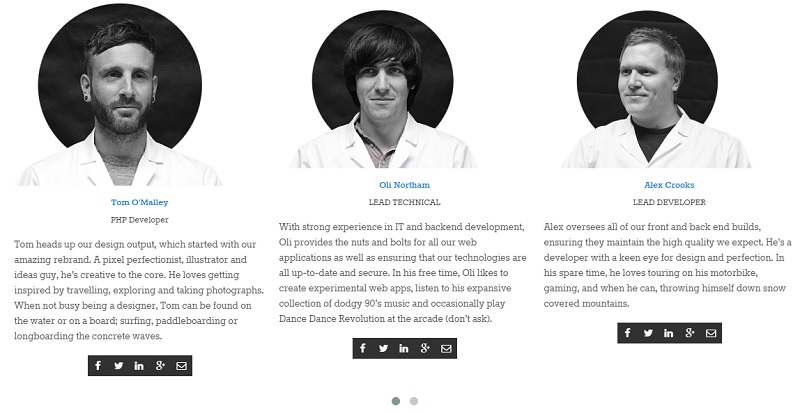 Tom O'Malley
PHP Developer
Tom heads up our design output, which started with our
amazing rebrand. A pixel perfectionist, illustrator and
ideas guy, he's creative to the core. He loves getting
inspired by travelling, exploring and taking photographs.
When not busy being a designer, Tom can be found on
the water or on a board; surfing, paddleboarding or
longboarding the concrete waves.
Oli Northam
LEAD TECHNICAL
With strong experience in IT and backend development,
Oli provides the nuts and bolts for all our web
applications as well as ensuring that our technologies are
all up-to-date and secure. In his free time, Oli likes to
create experimental web apps, listen to his expansive
collection of dodgy 90's music and occasionally play
Dance Dance Revolution at the arcade (don't ask).
Alex Crooks
LEAD DEVELOPER
Alex oversees all of our front and back end builds,
ensuring they maintain the high quality we expect. He's a
developer with a keen eye for design and perfection. In
his spare time, he loves touring on his motorbike,
gaming, and when he can, throwing himself down snow
covered mountains.